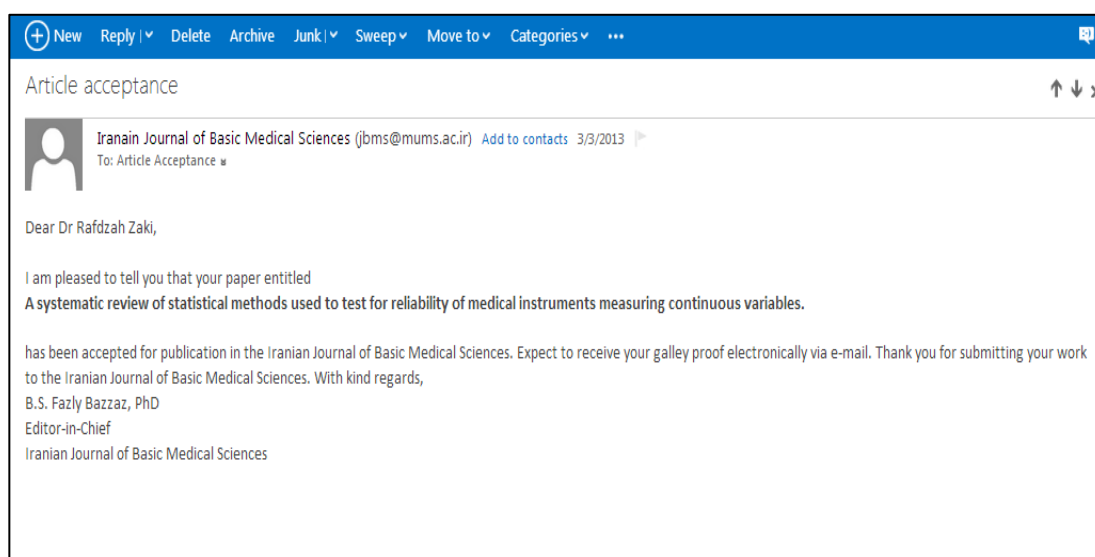 New Reply Delete Archive Junk Sweep Move to Categories •••
Article acceptance
Iranain Journal of Basic Medical Sciences (jbms@mums.ac.ir) Add to contacts 3/3/2013
To: Article Acceptance
Dear Dr Rafdzah Zaki,
I am pleased to tell you that your paper entitled
A systematic review of statistical methods used to test for reliability of medical instruments measuring continuous variables.
has been accepted for publication in the Iranian Journal of Basic Medical Sciences. Expect to receive your galley proof electronically via e-mail. Thank you for submitting your work
to the Iranian Journal of Basic Medical Sciences. With kind regards,
B.S. Fazly Bazzaz, PhD
Editor-in-Chief
Iranian Journal of Basic Medical Sciences